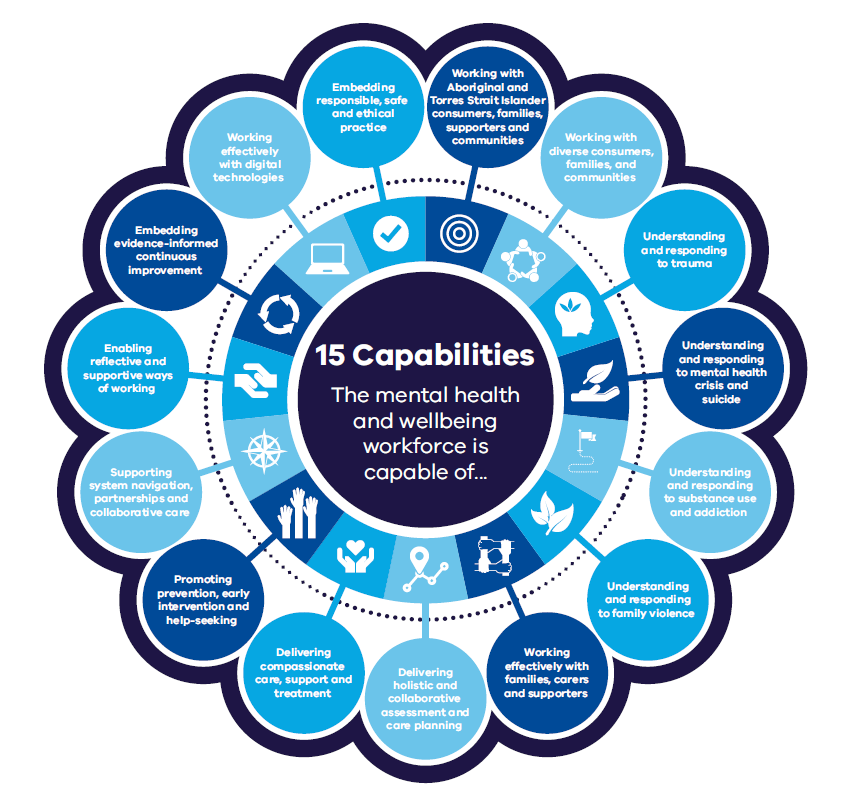 15 Capabilities
The mental health
and wellbeing
workforce is
capable of...
Working with
Aboriginal and
Torres Strait Islander
consumers, families,
supporters and
communities
Working with
diverse consumers,
families, and
communities
Understanding
and responding
to trauma
Understanding
and responding
to mental health
crisis and
suicide
Understanding
and responding
to substance use
and addiction
Understanding
and responding
to family violence
Working
effectively with
families, carers
and supporters
Delivering
holistic and
collaborative
assessment and
care planning
Delivering
compassionate
care, support and
treatment
Promoting
prevention, early
intervention and
help-seeking
Supporting
system navigation,
partnerships and
collaborative care
Enabling
reflective and
supportive ways
of working
Embedding
evidence-informed
continuous
improvement
Working
effectively
with digital
technologies
Embedding
responsible, safe
and ethical
practice